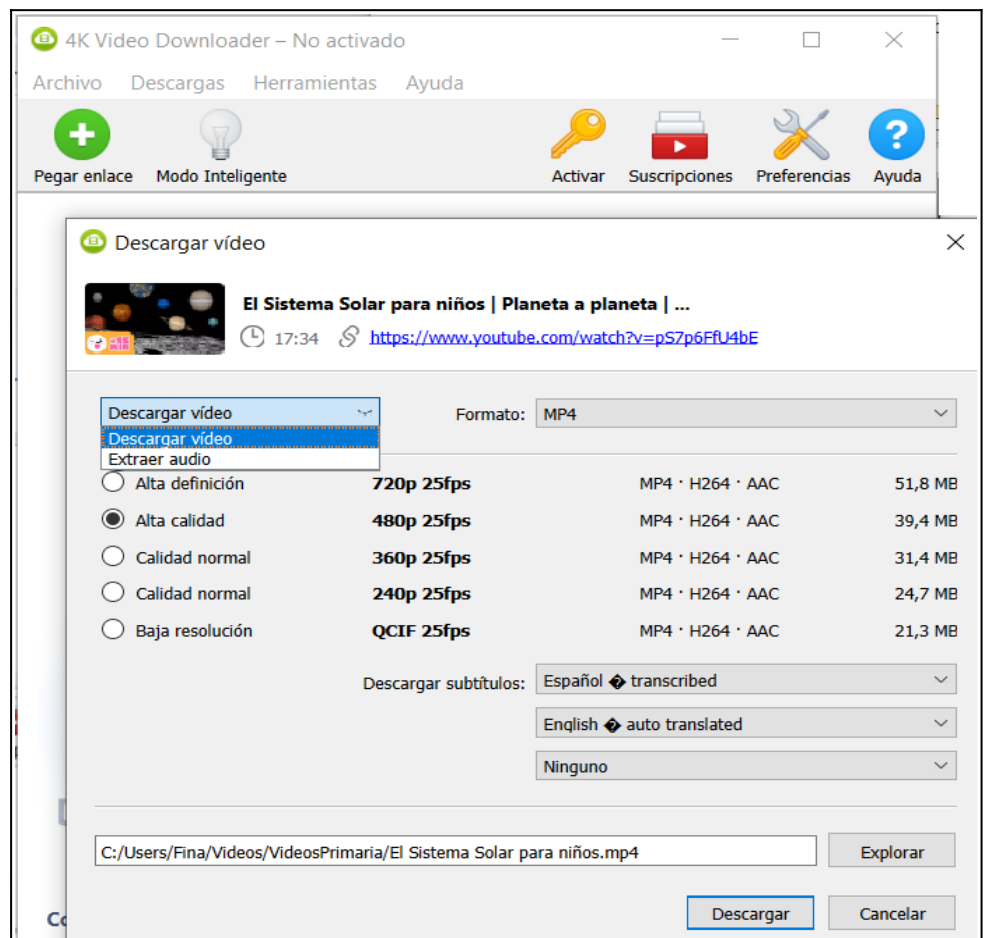 4K Video Downloader – No activado
Archivo Descargas Herramientas Ayuda
Pegar enlace Modo Inteligente Activar Suscripciones Preferencias Ayuda
Descargar vídeo
El Sistema Solar para niños | Planeta a planeta | ...
17:34 https://www.youtube.com/watch?v=pS7p6FfU4bE
Descargar vídeo Formato: MP4
Descargar vídeo
Extraer audio
Alta definición 720p 25fps MP4 · H264 · AAC 51,8 MB
Alta calidad 480p 25fps MP4 · H264 · AAC 39,4 MB
Calidad normal 360p 25fps MP4 · H264 · AAC 31,4 MB
Calidad normal 240p 25fps MP4 · H264 · AAC 24,7 MB
Baja resolución QCIF 25fps MP4 · H264 · AAC 21,3 MB
Descargar subtítulos: Español � transcribed
English � auto translated
Ninguno
C:/Users/Fina/Videos/VideosPrimaria/El Sistema Solar para niños.mp4 Explorar
Descargar Cancelar